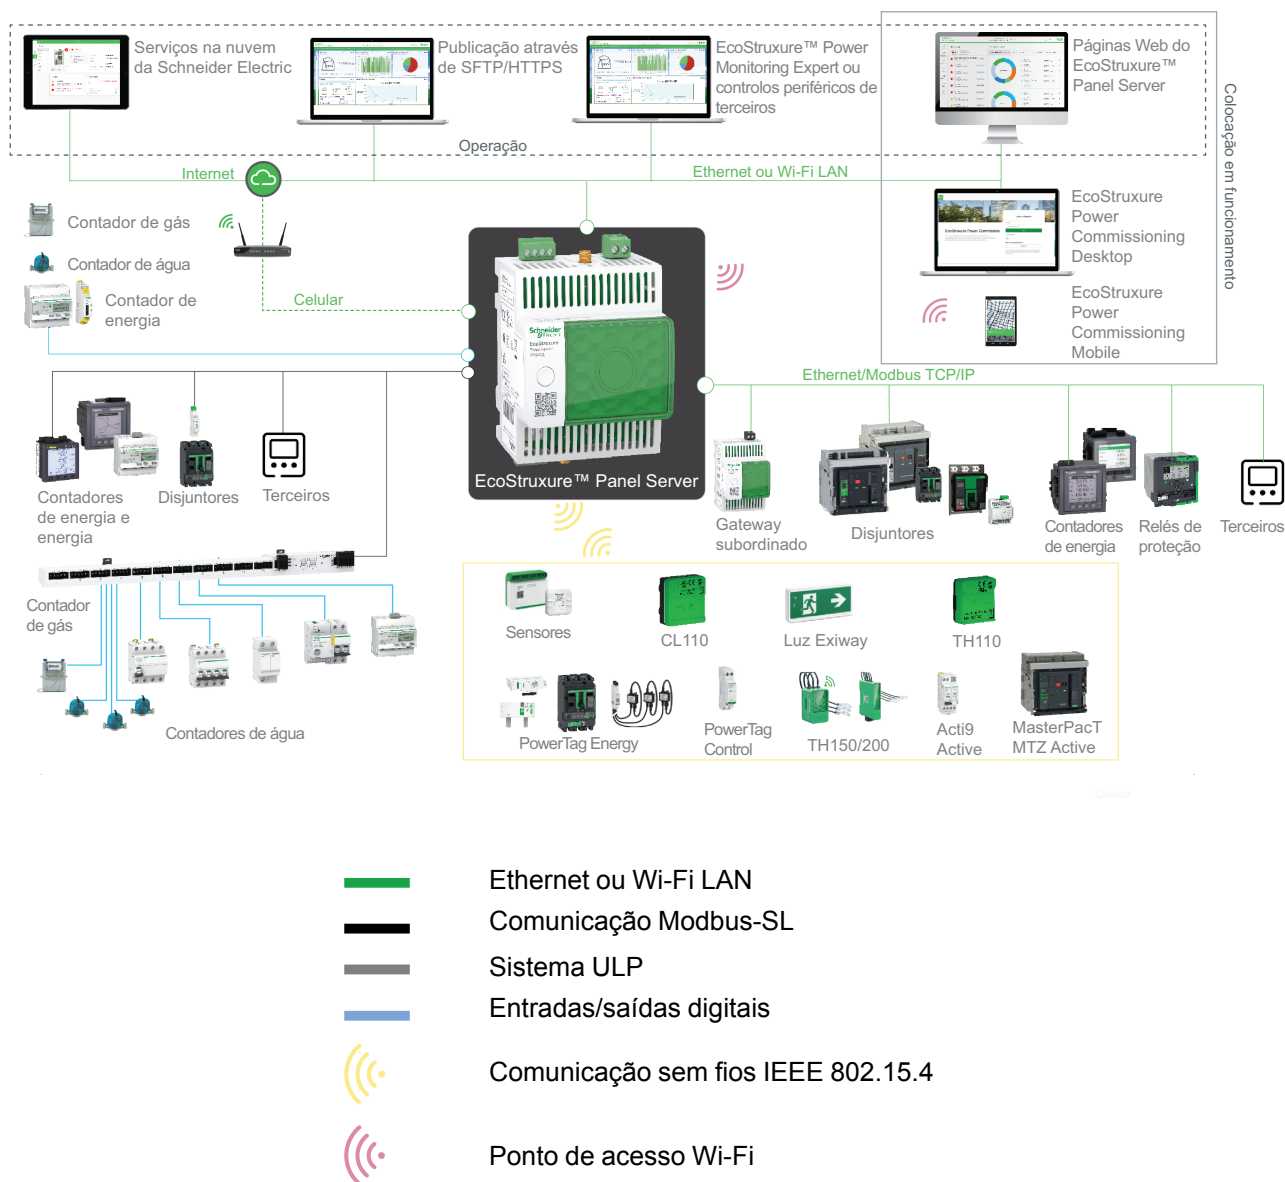 Serviços na nuvem
da Schneider Electric
Publicação através
de SFTP/HTTPS
EcoStruxure™ Power
Monitoring Expert ou
controlos periféricos de
terceiros
Páginas Web do
EcoStruxure™
Panel Server
Colocação em funcionamento
Operação
Internet
Ethernet ou Wi-Fi LAN
Contador de gás
Contador de água
Contador de
energia
Celular
EcoStruxure
Power
Commissioning
Desktop
EcoStruxure
Power
Commissioning
Mobile
Schneider
Electric
EcoStruxure
Panel Server
EcoStruxure™ Panel Server
Ethernet/Modbus TCP/IP
Contadores
de energia e
energia
Disjuntores
Terceiros
Gateway
subordinado
Disjuntores
Contadores
de energia
Relés de
proteção
Terceiros
Contador
de gás
Contadores de água
Sensores
CL110
Luz Exiway
TH110
PowerTag Energy
PowerTag
Control
TH150/200
Acti9
Active
MasterPacT
MTZ Active
Celular
Ethernet ou Wi-Fi LAN
Comunicação Modbus-SL
Sistema ULP
Entradas/saídas digitais
Comunicação sem fios IEEE 802.15.4
Ponto de acesso Wi-Fi